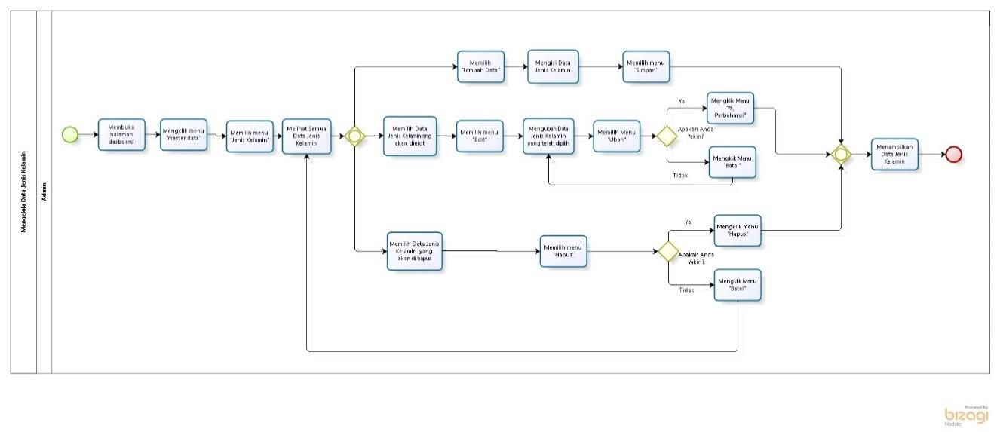 Mengelola Data Jenis Kelamin
Admin
Membuka
halaman
dasboard
Mengklik menu
"master data"
Memilih menu
"Jenis Kelamin"
Melihat Semua
Data Jenis
Kelamin
Memilih
"Tambah Data"
Mengisi Data
Jenis Kelamin
Memilih menu
"Simpan"
Memilih Data
Jenis Kelamin ang
akan dieidt
Memilih menu
"Edit"
Mengubah Data
Jenis Kelamin
yang telah dipilh
Memilih Menu
"Ubah"
Apakah Anda
Yakin?
Ya
Mengklik Menu
"Ya,
Perbaharui"
Tidak
Mengklik Menu
"Batal"
Memilih Data Jenis
Kelamin yang
akan di hapus
Memilih menu
"Hapus"
Apakah Anda
Yakin?
Ya
Mengklik menu
"Hapus"
Tidak
Mengklik Menu
"Batal"
Menampilkan
Data Jenis
Kelamin
Powered by
bizagi
Modeler